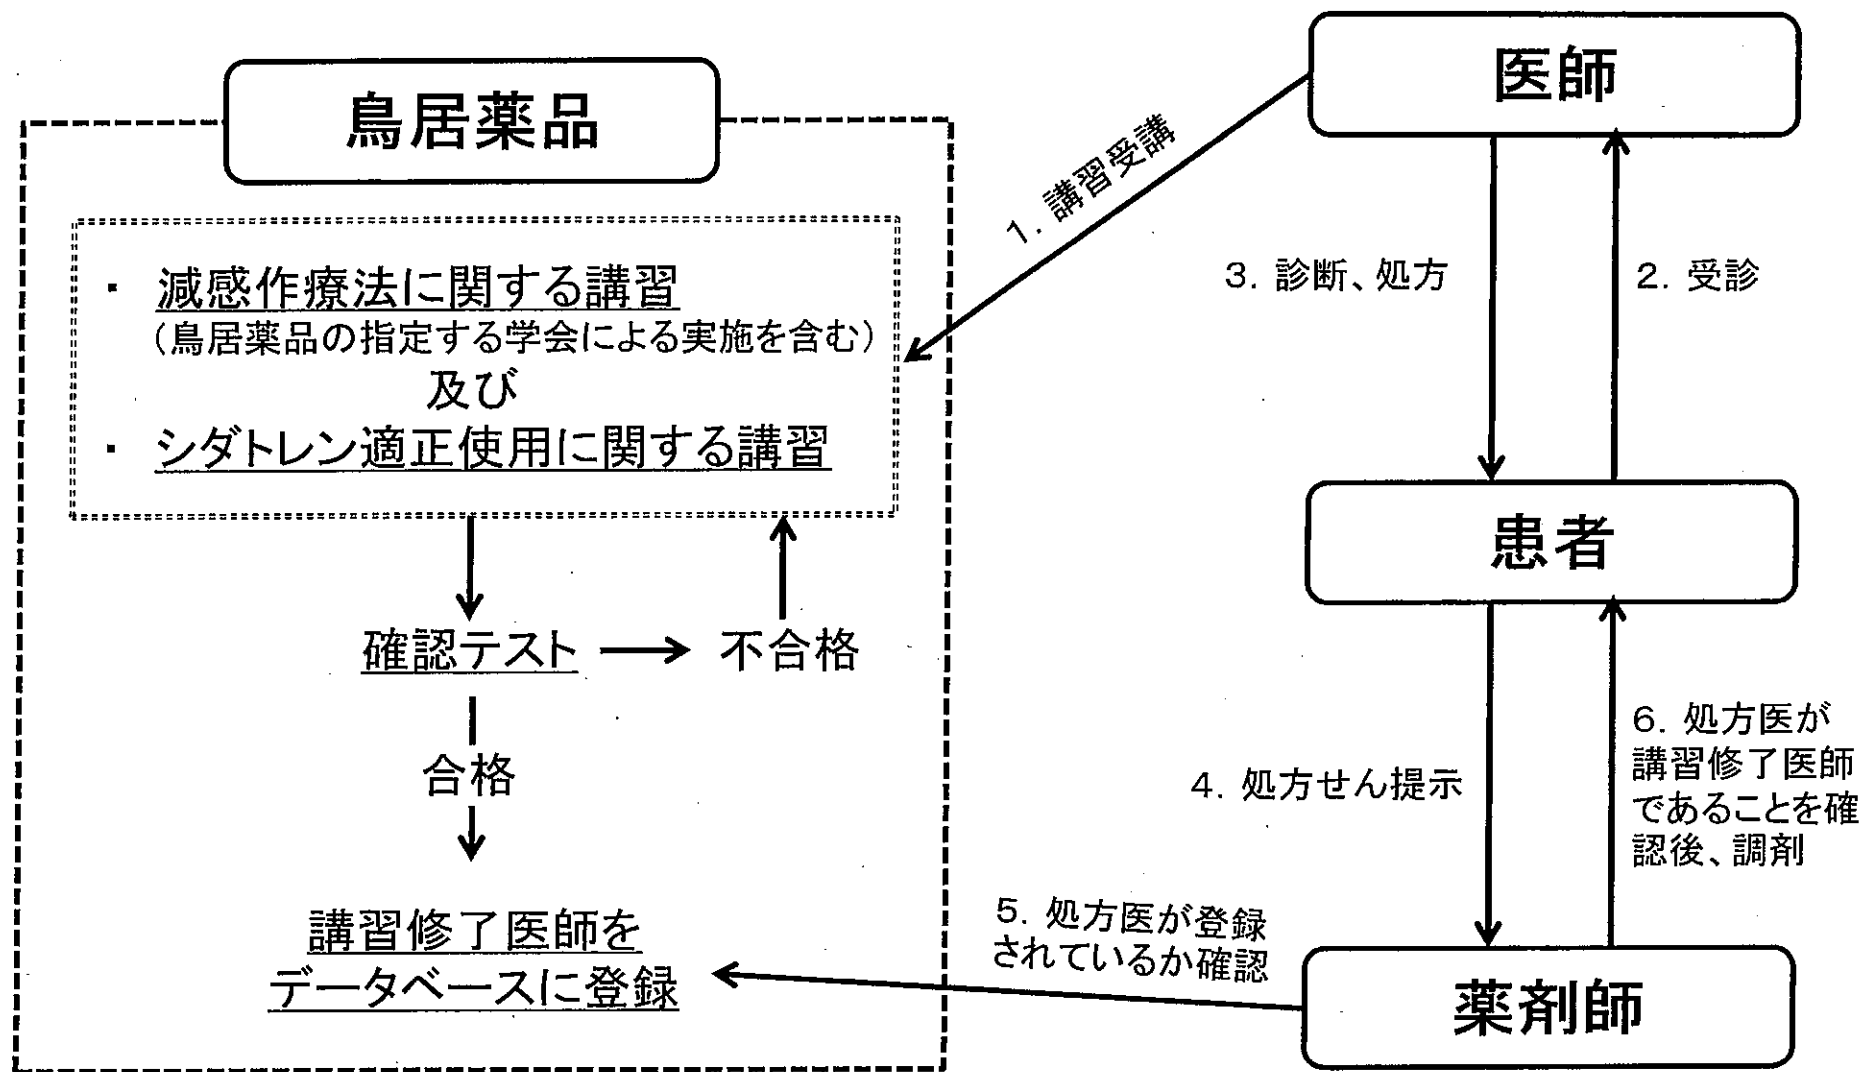 鳥居薬品
・ 減感作療法に関する講習
（鳥居薬品の指定する学会による実施を含む）
及び
・ シダトレン適正使用に関する講習
確認テスト
不合格
合格
講習修了医師を
データベースに登録
医師
1．講習受講
3．診断、処方
2．受診
患者
4．処方せん提示
6．処方医が
講習修了医師
であることを確
認後、調剤
5．処方医が登録
されているか確認
薬剤師